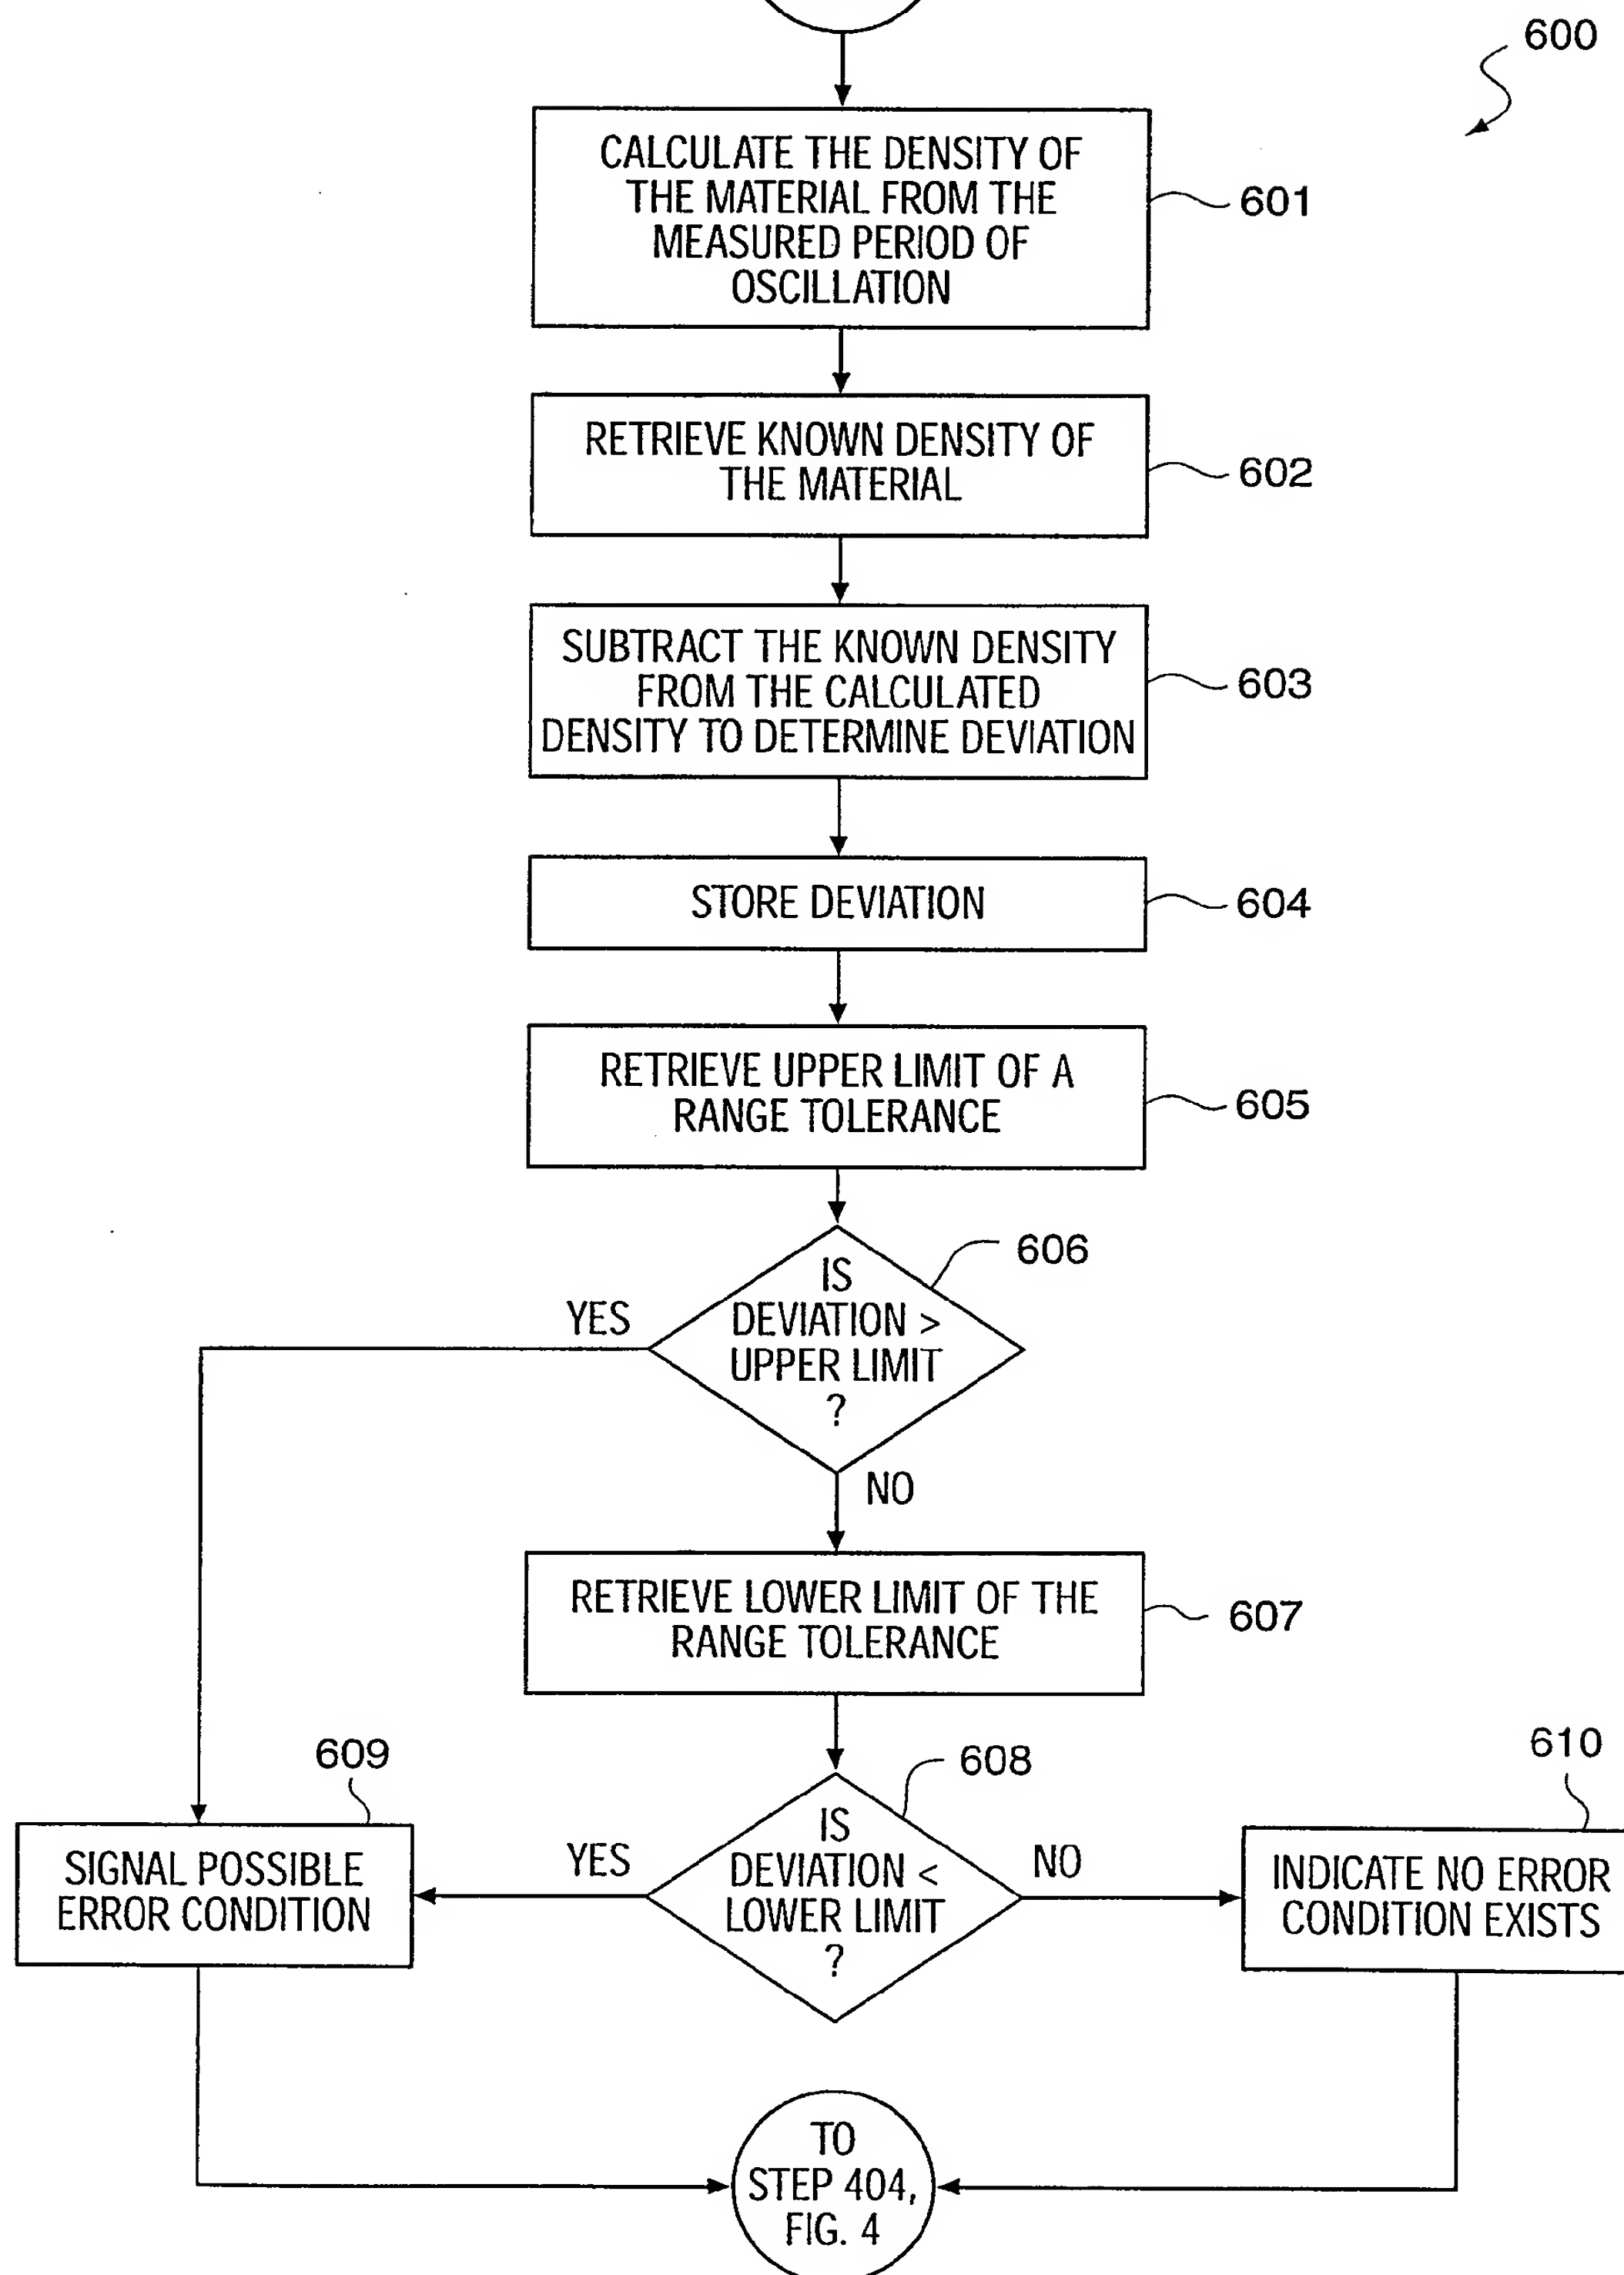 600
CALCULATE THE DENSITY OF
THE MATERIAL FROM THE
MEASURED PERIOD OF
OSCILLATION
601
RETRIEVE KNOWN DENSITY OF
THE MATERIAL
602
SUBTRACT THE KNOWN DENSITY
FROM THE CALCULATED
DENSITY TO DETERMINE DEVIATION
603
STORE DEVIATION
604
RETRIEVE UPPER LIMIT OF A
RANGE TOLERANCE
605
606
IS
DEVIATION >
UPPER LIMIT
?
YES
NO
RETRIEVE LOWER LIMIT OF THE
RANGE TOLERANCE
607
608
IS
DEVIATION <
LOWER LIMIT
?
YES
NO
609
SIGNAL POSSIBLE
ERROR CONDITION
610
INDICATE NO ERROR
CONDITION EXISTS
TO
STEP 404,
FIG. 4